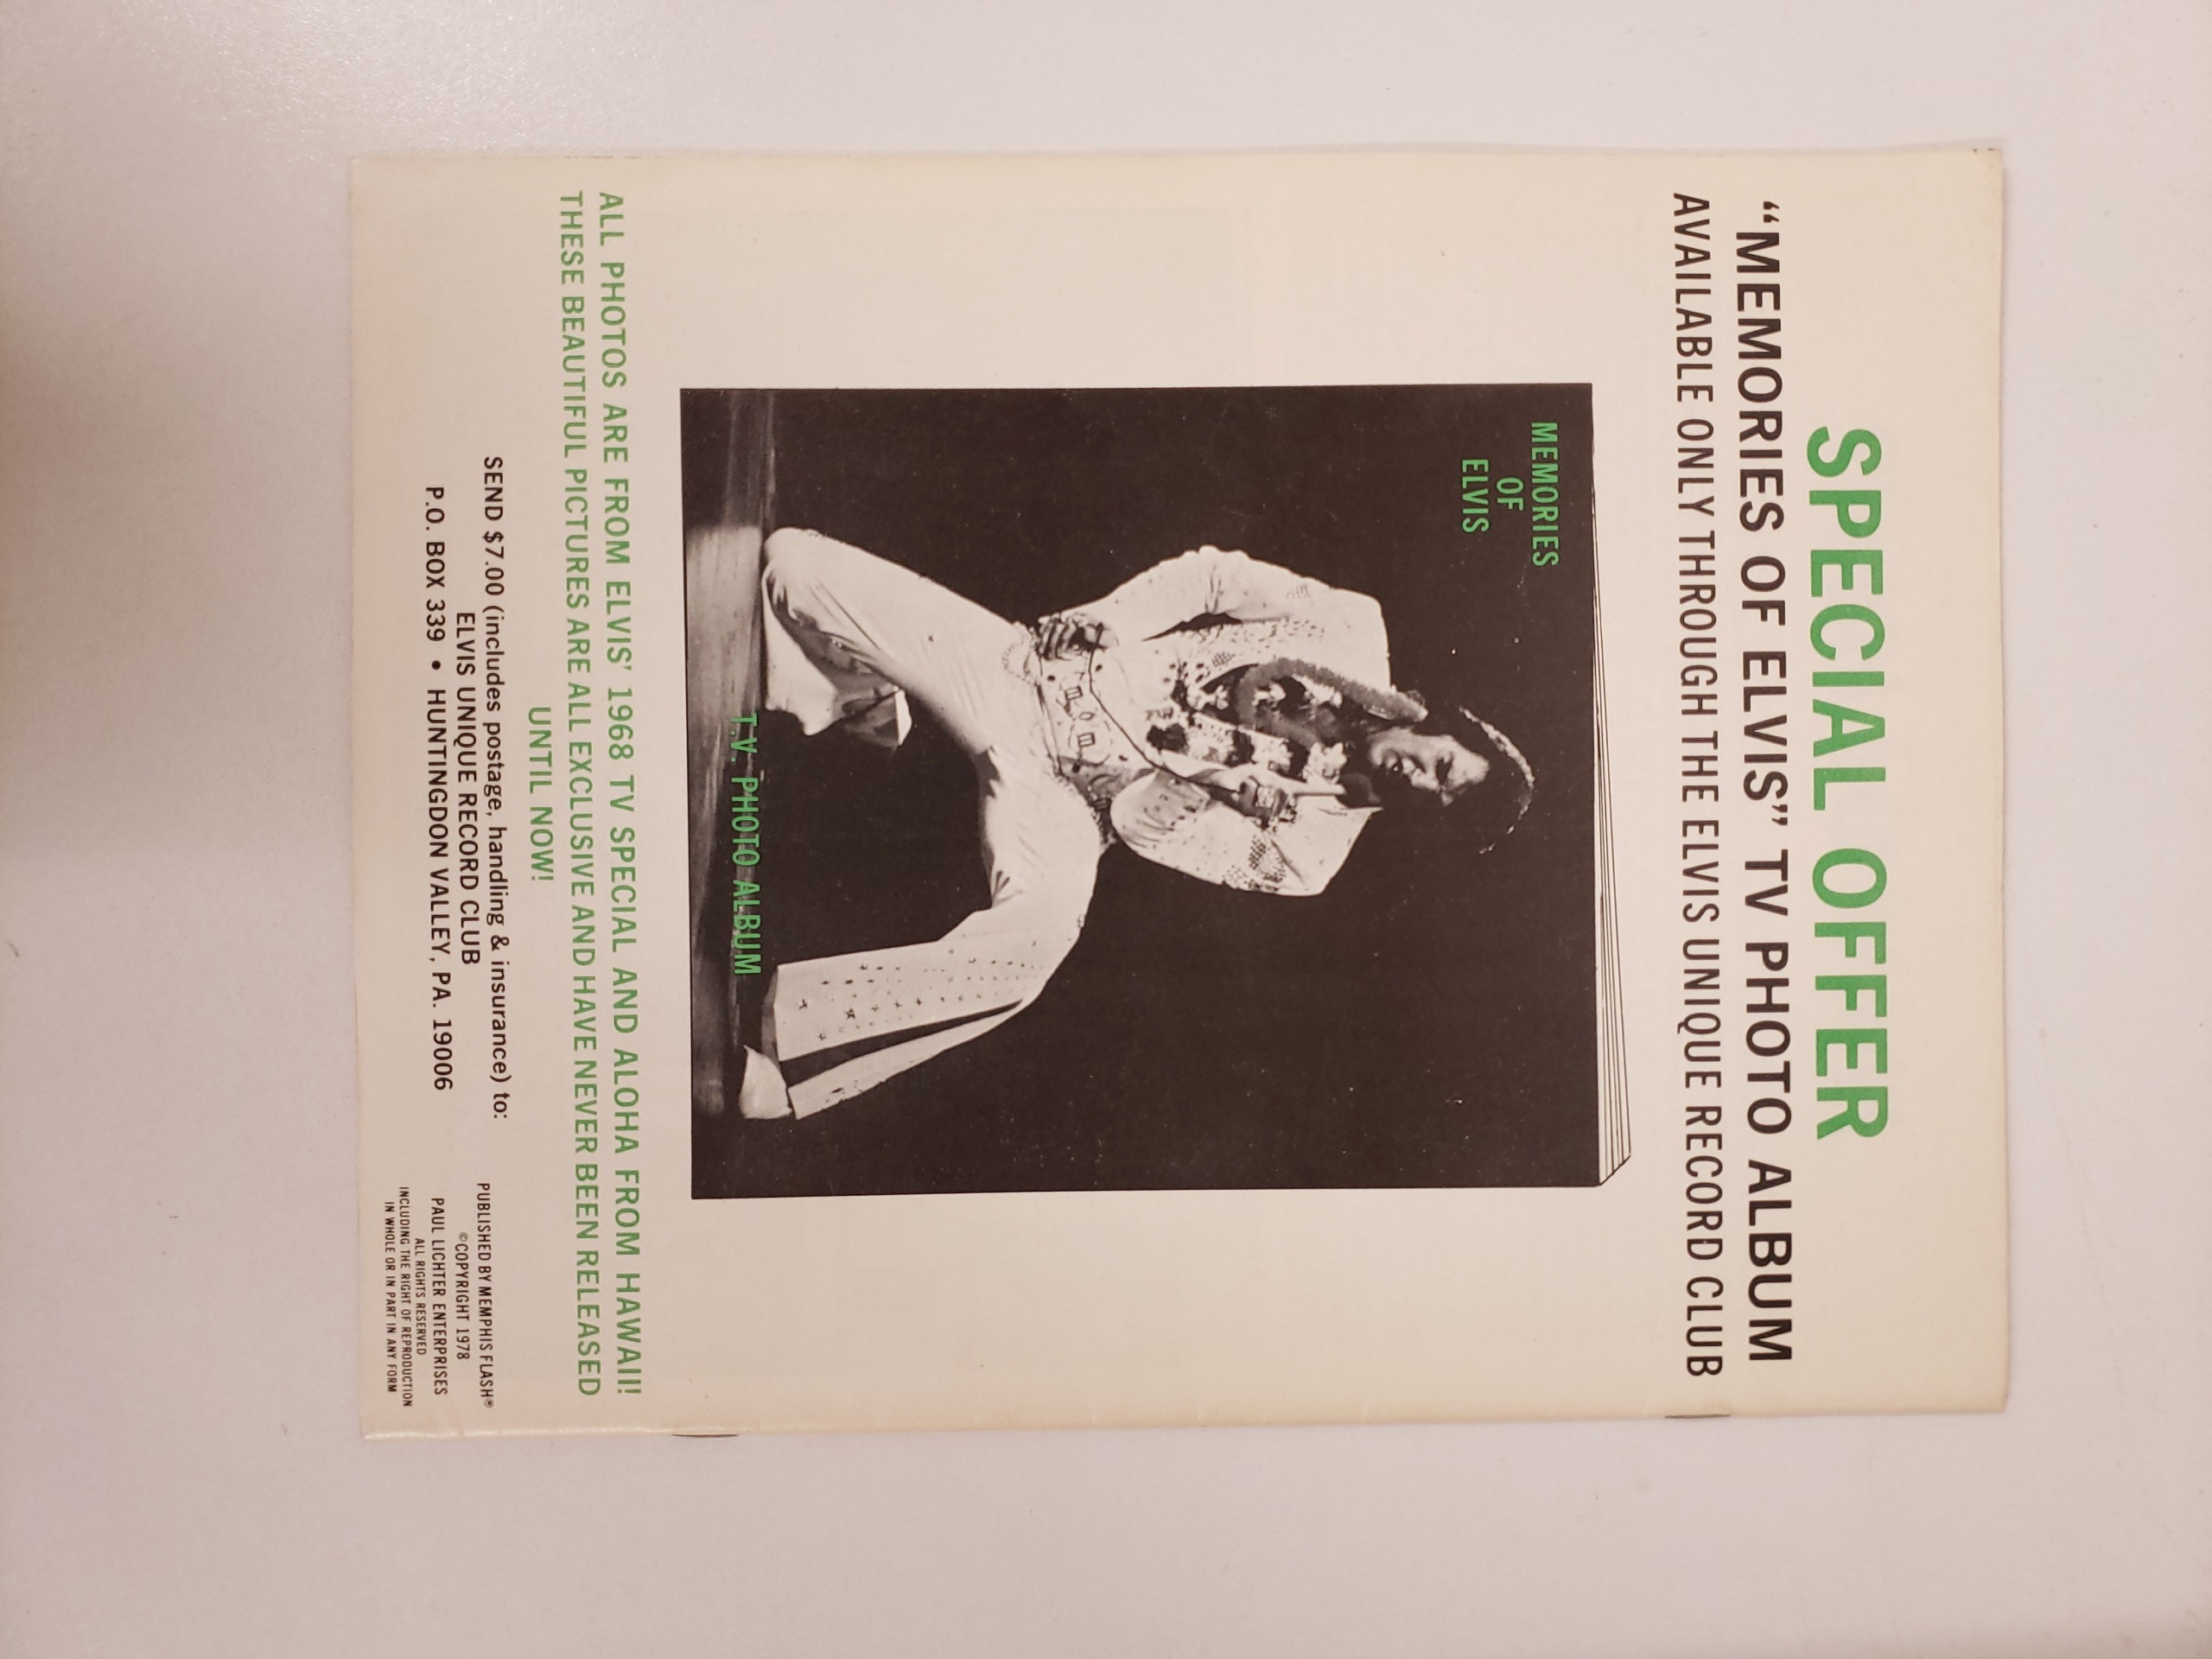 SPECIAL OFFER
“MEMORIES OF ELVIS” TV PHOTO ALBUM
AVAILABLE ONLY THROUGH THE ELVIS UNIQUE RECORD CLUB
MEMORIES
OF
ELVIS
T.V. PHOTO ALBUM
ALL PHOTOS ARE FROM ELVIS' 1968 TV SPECIAL AND ALOHA FROM HAWAII!
THESE BEAUTIFUL PICTURES ARE ALL EXCLUSIVE AND HAVE NEVER BEEN RELEASED
UNTIL NOW!
SEND $7.00 (includes postage, handling & insurance) to:
ELVIS UNIQUE RECORD CLUB
P.O. BOX 339 • HUNTINGDON VALLEY, PA. 19006
PUBLISHED BY MEMPHIS FLASH®
©COPYRIGHT 1978
PAUL LICHTER ENTERPRISES
ALL RIGHTS RESERVED
INCLUDING THE RIGHT OF REPRODUCTION
IN WHOLE OR IN PART IN ANY FORM